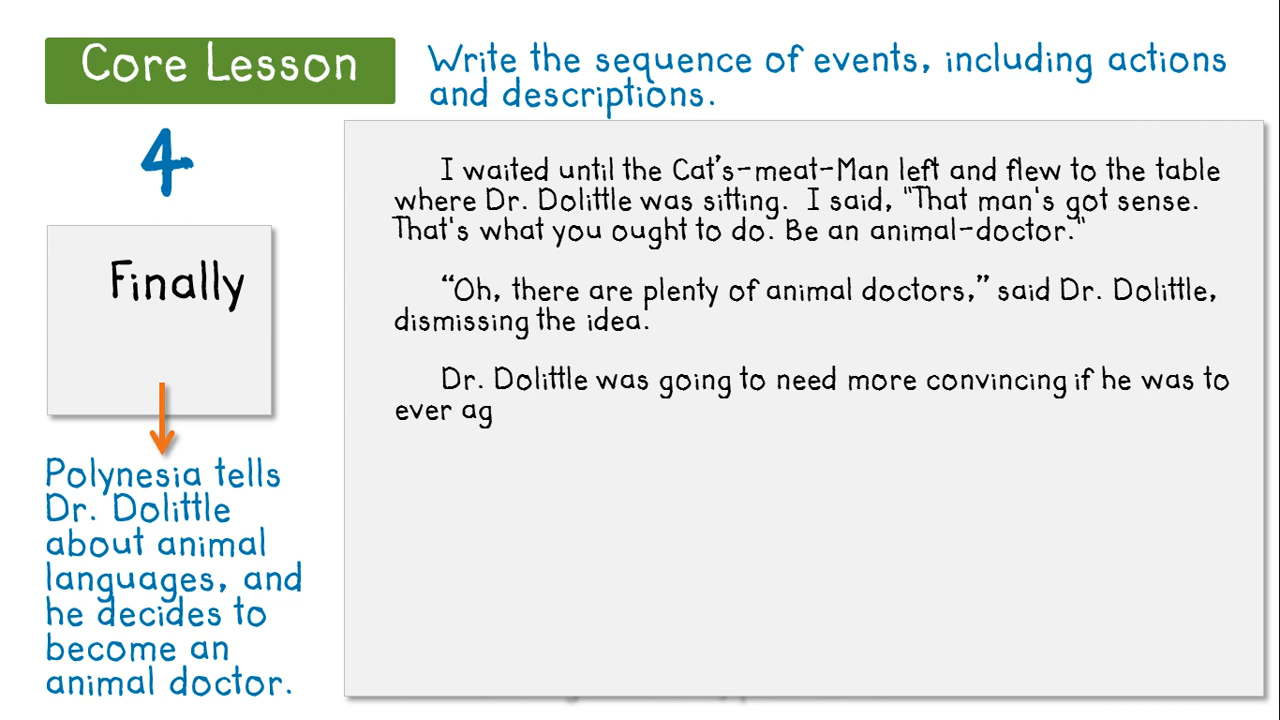 Core Lesson
Write the sequence of events, including actions
and descriptions.
4
Finally
Polynesia tells
Dr. Dolittle
about animal
languages, and
he decides to
become an
animal doctor.
I waited until the Cat’s-meat-Man left and flew to the table
where Dr. Dolittle was sitting. I said, "That man's got sense.
That's what you ought to do. Be an animal-doctor."
“Oh, there are plenty of animal doctors,” said Dr. Dolittle,
dismissing the idea.
Dr. Dolittle was going to need more convincing if he was to
ever ag